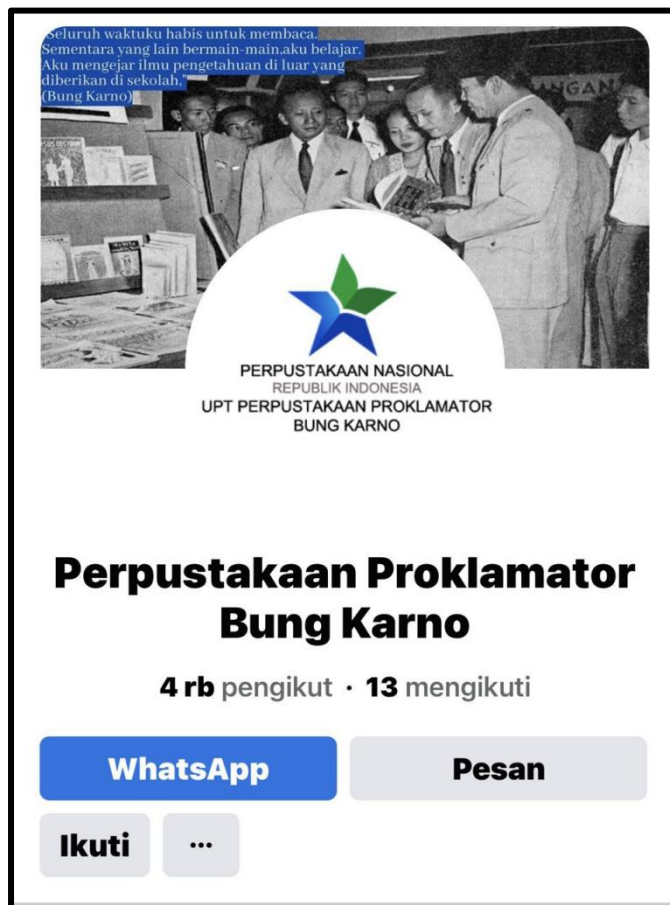 "Seluruh waktuku habis untuk membaca.
Sementara yang lain bermain-main,aku belajar.
Aku mengejar ilmu pengetahuan di luar yang
diberikan di sekolah,"
(Bung Karno)
NGAN
PERPUSTAKAAN NASIONAL
REPUBLIK INDONESIA
UPT PERPUSTAKAAN PROKLAMATOR
BUNG KARNO
Perpustakaan Proklamator
Bung Karno
4 rb pengikut · 13 mengikuti
WhatsApp
Pesan
Ikuti
...